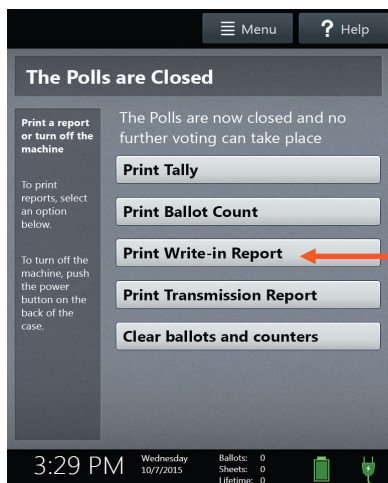 Menu
? Help
The Polls are Closed
Print a report
or turn off the
machine
To print
reports, select
an option
below.
To turn off the
machine, push
the power
button on the
back of the
case.
The Polls are now closed and no
further voting can take place
Print Tally
Print Ballot Count
Print Write-in Report
Print Transmission Report
Clear ballots and counters
3:29 PM
Wednesday
10/7/2015
Ballots: 0
Sheets: 0
Lifetime: 0